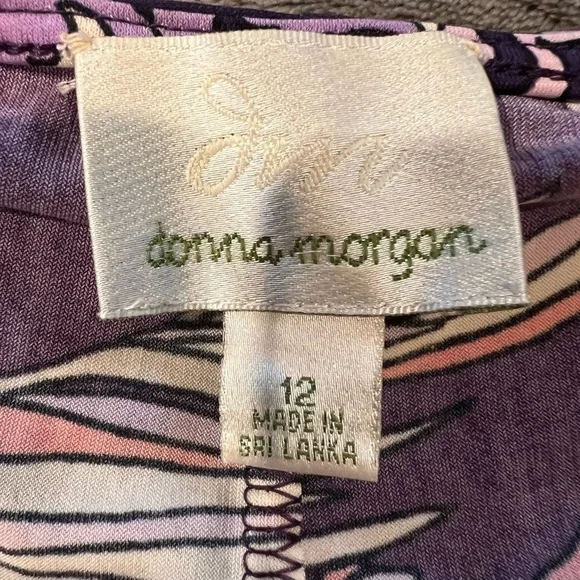 dm
donna morgan
12
MADE IN
SRI LANKA